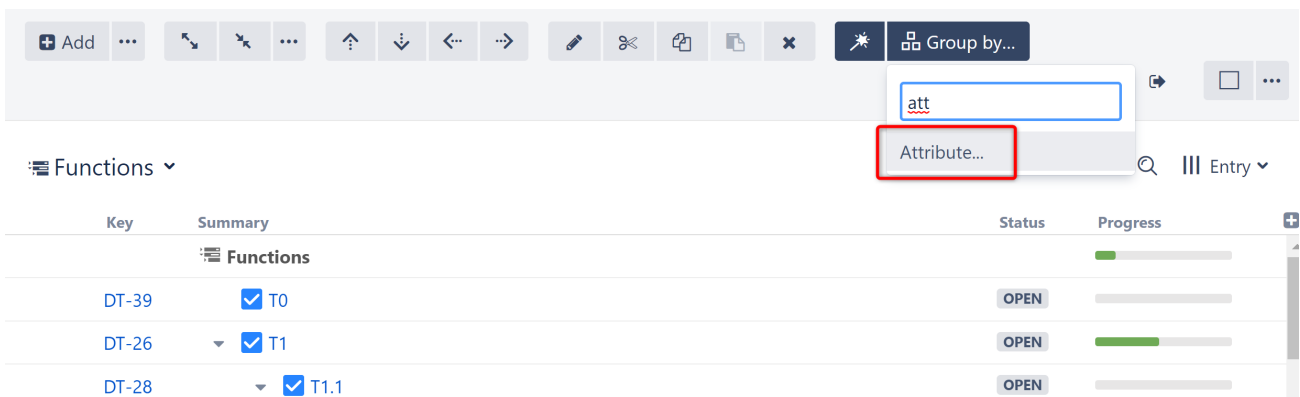 Add
Group by...
att
Attribute...
Functions
Entry
Key Summary Status Progress
Functions
DT-39 T0 OPEN
DT-26 T1 OPEN
DT-28 T1.1 OPEN